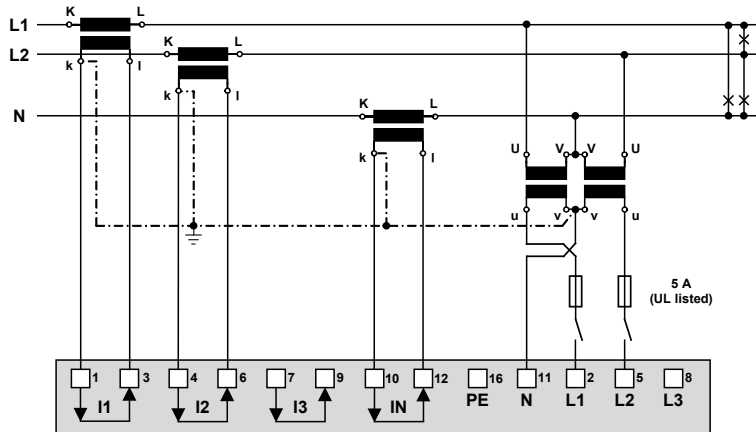 L1 K L
L2 K L
k l
k l
N K L
k l
U V V U
u v v u
5 A
(UL listed)
1 3 4 6 7 9 10 12 16 11 2 5 8
I1 I2 I3 IN PE N L1 L2 L3